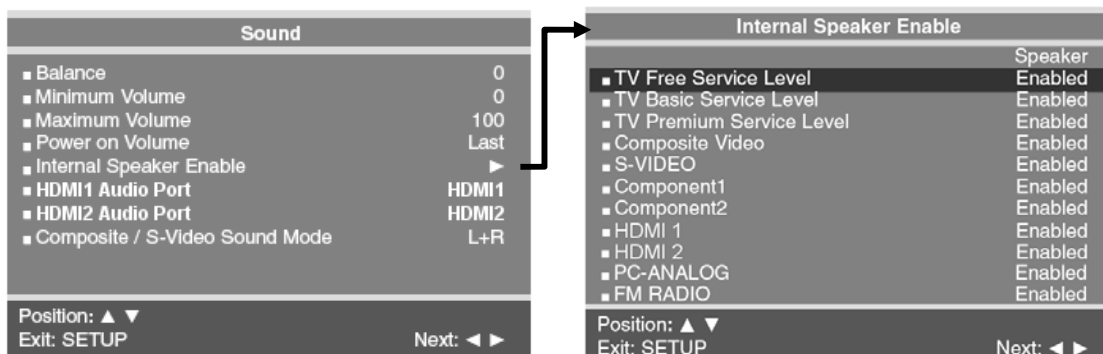 Sound
Balance 0
Minimum Volume 0
Maximum Volume 100
Power on Volume Last
Internal Speaker Enable ►
HDMI1 Audio Port HDMI1
HDMI2 Audio Port HDMI2
Composite / S-Video Sound Mode L+R
Position: ▲ ▼
Exit: SETUP Next: ◄ ►
Internal Speaker Enable
Speaker
TV Free Service Level Enabled
TV Basic Service Level Enabled
TV Premium Service Level Enabled
Composite Video Enabled
S-VIDEO Enabled
Component1 Enabled
Component2 Enabled
HDMI 1 Enabled
HDMI 2 Enabled
PC-ANALOG Enabled
FM RADIO Enabled
Position: ▲ ▼
Exit: SETUP Next: ◄ ►